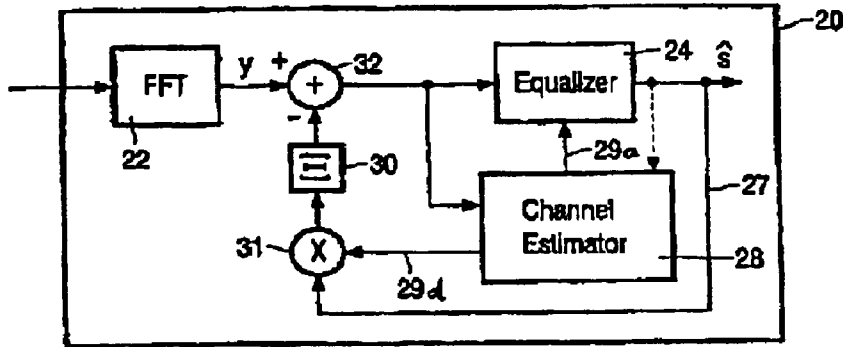 20
FFT
22
y
+
+
-
32
Equalizer
24
ŝ
Ξ
30
29a
27
31
X
29d
Channel
Estimator
28